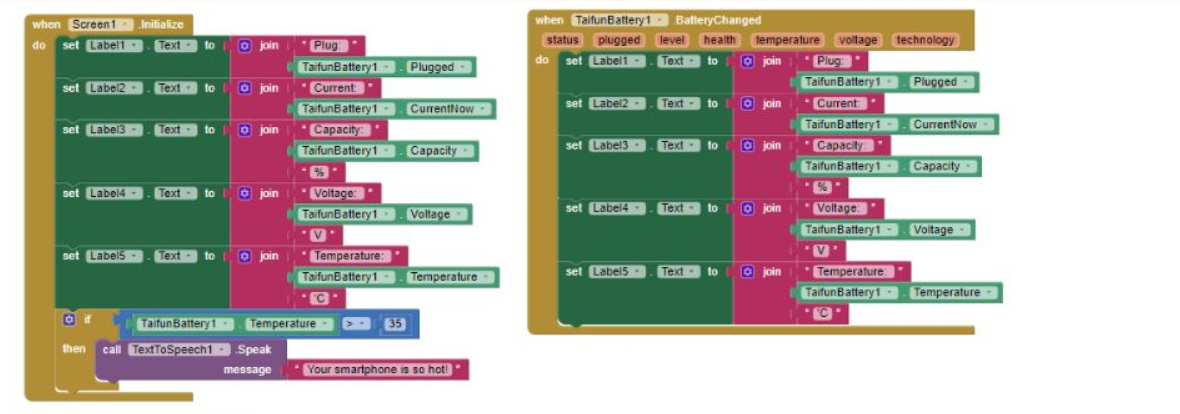 when Screen1 .Initialize
do set Label1 . Text to join " Plug: "
TaifunBattery1 . Plugged
set Label2 . Text to join " Current: "
TaifunBattery1 . CurrentNow
set Label3 . Text to join " Capacity: "
TaifunBattery1 . Capacity
" % "
set Label4 . Text to join " Voltage: "
TaifunBattery1 . Voltage
" V "
set Label5 . Text to join " Temperature: "
TaifunBattery1 . Temperature
" °C "
if TaifunBattery1 . Temperature > 35
then call TextToSpeech1 .Speak
message " Your smartphone is so hot! "
when TaifunBattery1 .BatteryChanged
status plugged level health temperature voltage technology
do set Label1 . Text to join " Plug: "
TaifunBattery1 . Plugged
set Label2 . Text to join " Current: "
TaifunBattery1 . CurrentNow
set Label3 . Text to join " Capacity: "
TaifunBattery1 . Capacity
" % "
set Label4 . Text to join " Voltage: "
TaifunBattery1 . Voltage
" V "
set Label5 . Text to join " Temperature: "
TaifunBattery1 . Temperature
" °C "